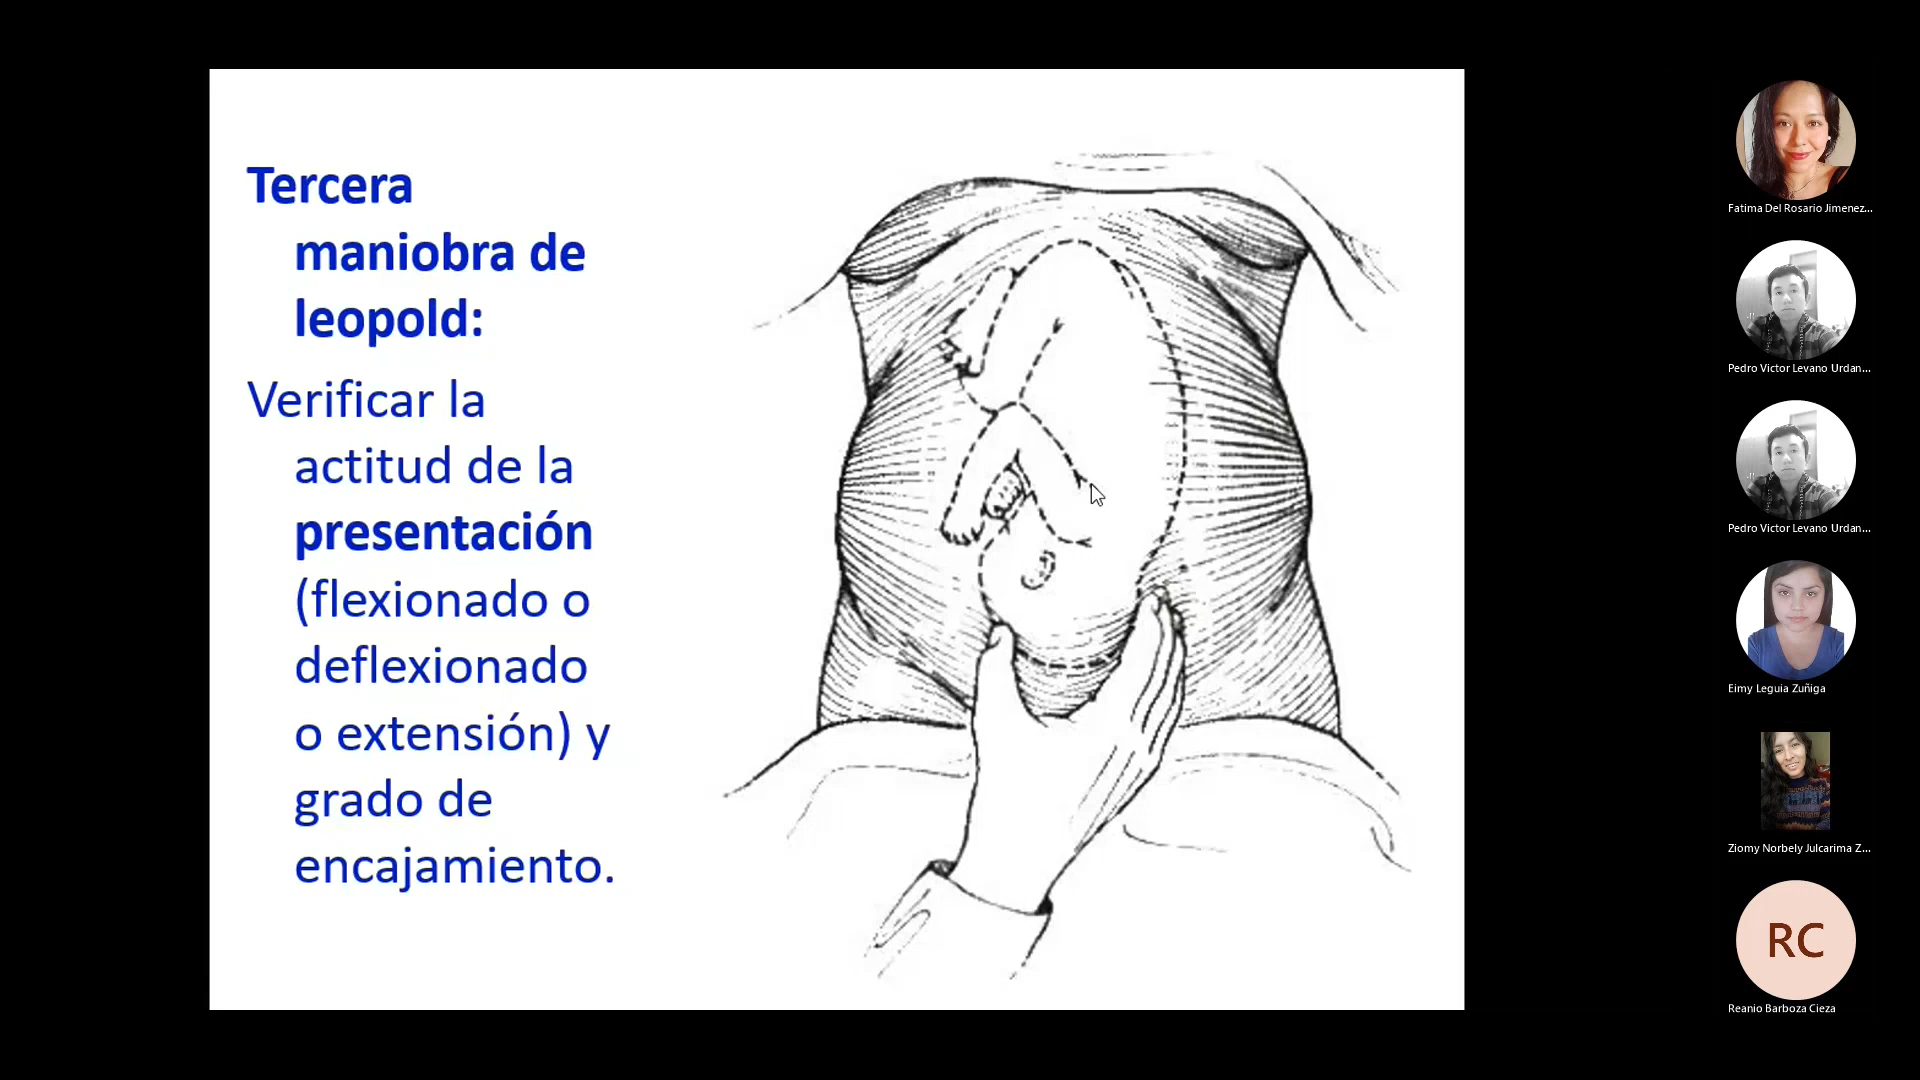 Tercera
maniobra de
leopold:
Verificar la
actitud de la
presentación
(flexionado o
deflexionado
o extensión) y
grado de
encajamiento.
Fatima Del Rosario Jimenez...
Pedro Victor Levano Urdan...
Pedro Victor Levano Urdan...
Eimy Leguia Zuñiga
Ziomy Norbely Julcarima Z...
RC
Reanio Barboza Cieza